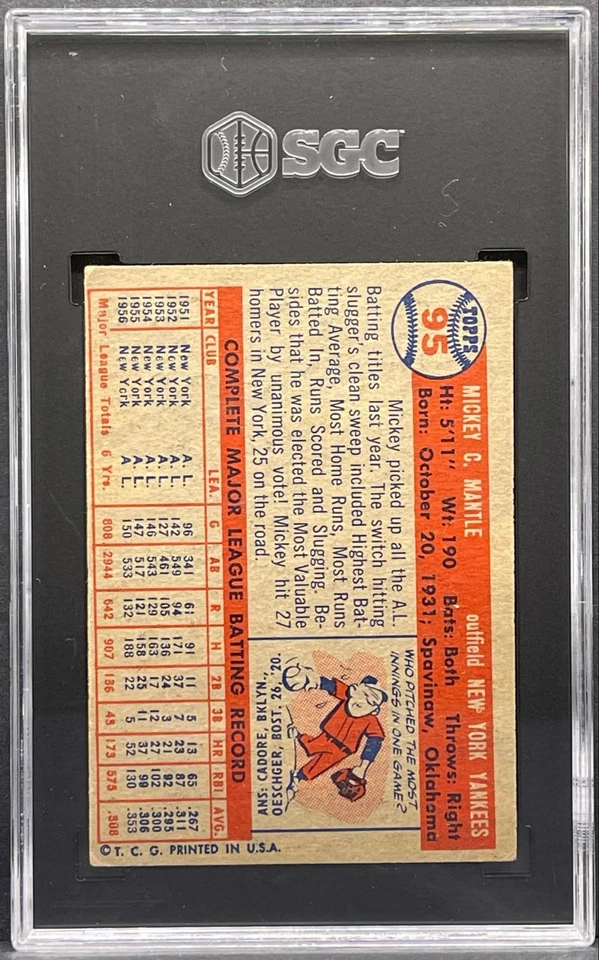 SGC
TOPPS
95
MICKEY C. MANTLE outfield NEW YORK YANKEES
Ht: 5'11" Wt: 190 Bats: Both Throws: Right
Born: October 20, 1931; Spavinaw, Oklahoma
Mickey picked up all the A.L.
Batting titles last year. The switch hitting
slugger's clean sweep included Highest Bat-
ting Average, Most Home Runs, Most Runs
Batted In, Runs Scored and Slugging. Be-
sides that he was elected the Most Valuable
Player by unanimous vote! Mickey hit 27
homers in New York, 25 on the road.
WHO PITCHED THE MOST
INNINGS IN ONE GAME?
ANS: CADORE, BKLYN.,
OESCHGER, BOST. 26, '20.
COMPLETE MAJOR LEAGUE BATTING RECORD
YEAR CLUB LEA. G AB R H 2B 3B HR RBI AVG.
1951 New York A. L. 96 341 61 91 11 5 13 65 .267
1952 New York A. L. 142 549 94 171 37 7 23 87 .311
1953 New York A. L. 127 461 105 136 24 3 21 92 .295
1954 New York A. L. 146 543 129 163 17 12 27 102 .300
1955 New York A. L. 147 517 121 158 25 11 37 99 .306
1956 New York A. L. 150 533 132 188 22 5 52 130 .353
Major League Totals 6 Yrs. 808 2944 642 907 136 43 173 575 .308
© T. C. G. PRINTED IN U.S.A.